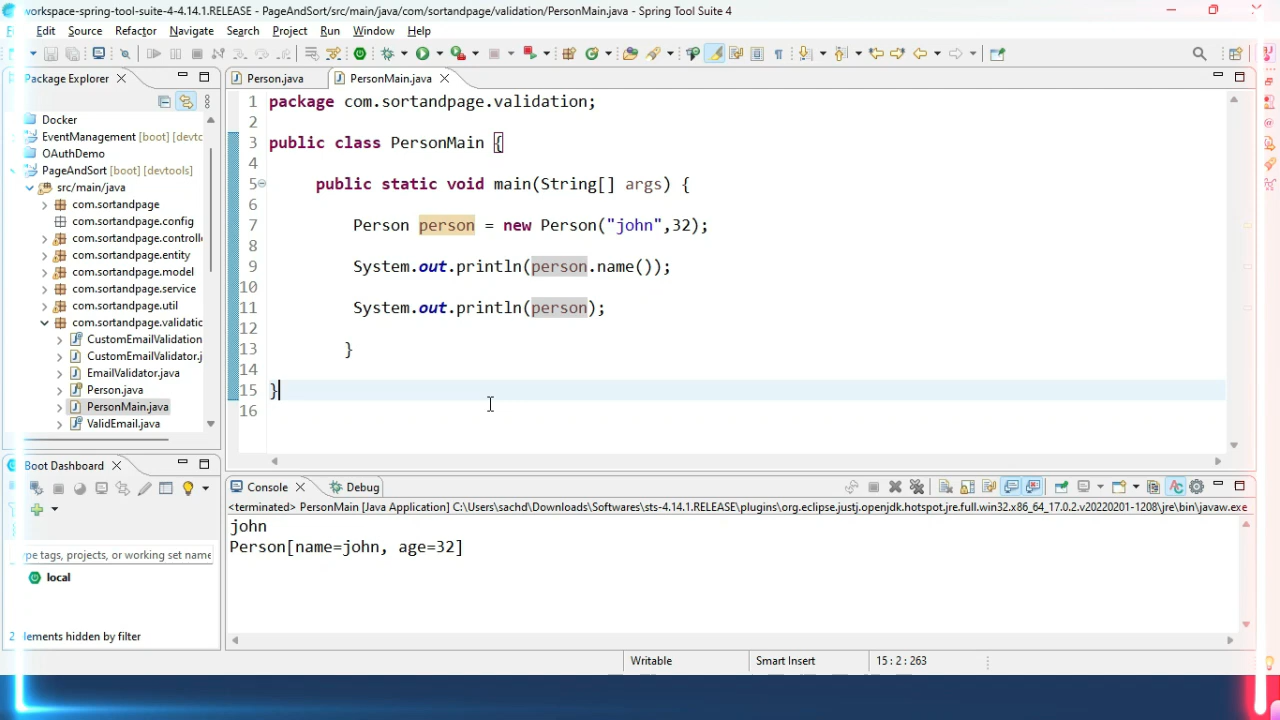 workspace-spring-tool-suite-4-4.14.1.RELEASE - PageAndSort/src/main/java/com/sortandpage/validation/PersonMain.java - Spring Tool Suite 4
Edit Source Refactor Navigate Search Project Run Window Help
Package Explorer
Person.java PersonMain.java
Docker
EventManagement [boot] [devtc
OAuthDemo
PageAndSort [boot] [devtools]
src/main/java
com.sortandpage
com.sortandpage.config
com.sortandpage.controll
com.sortandpage.entity
com.sortandpage.model
com.sortandpage.service
com.sortandpage.util
com.sortandpage.validatic
CustomEmailValidation
CustomEmailValidator.j
EmailValidator.java
Person.java
PersonMain.java
ValidEmail.java
1 package com.sortandpage.validation;
2
3 public class PersonMain {
4
5 public static void main(String[] args) {
6
7 Person person = new Person("john",32);
8
9 System.out.println(person.name());
10
11 System.out.println(person);
12
13 }
14
15 }
16
Boot Dashboard
ype tags, projects, or working set name
local
2 elements hidden by filter
Console Debug
<terminated> PersonMain [Java Application] C:\Users\sachd\Downloads\Softwares\sts-4.14.1.RELEASE\plugins\org.eclipse.justj.openjdk.hotspot.jre.full.win32.x86_64_17.0.2.v20220201-1208\jre\bin\javaw.exe
john
Person[name=john, age=32]
Writable Smart Insert 15 : 2 : 263